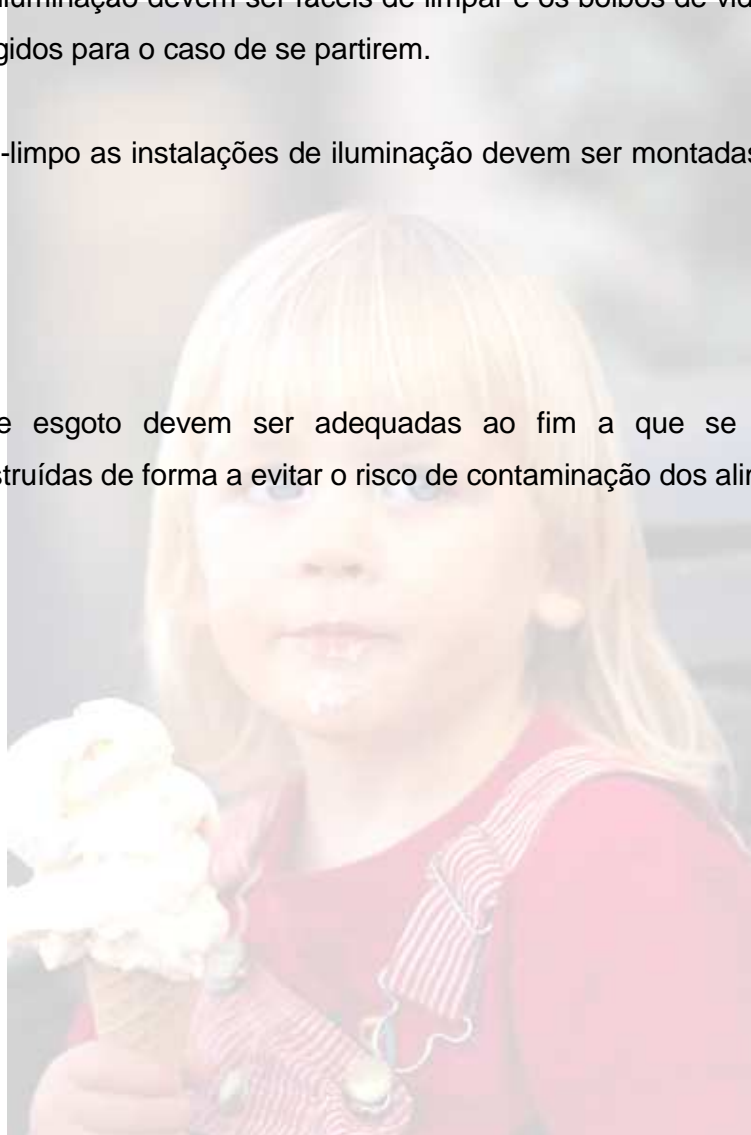 iluminação devem ser fáceis de limpar e os bolbos de vid
gidos para o caso de se partirem.
-limpo as instalações de iluminação devem ser montadas
e esgoto devem ser adequadas ao fim a que se
struídas de forma a evitar o risco de contaminação dos alin